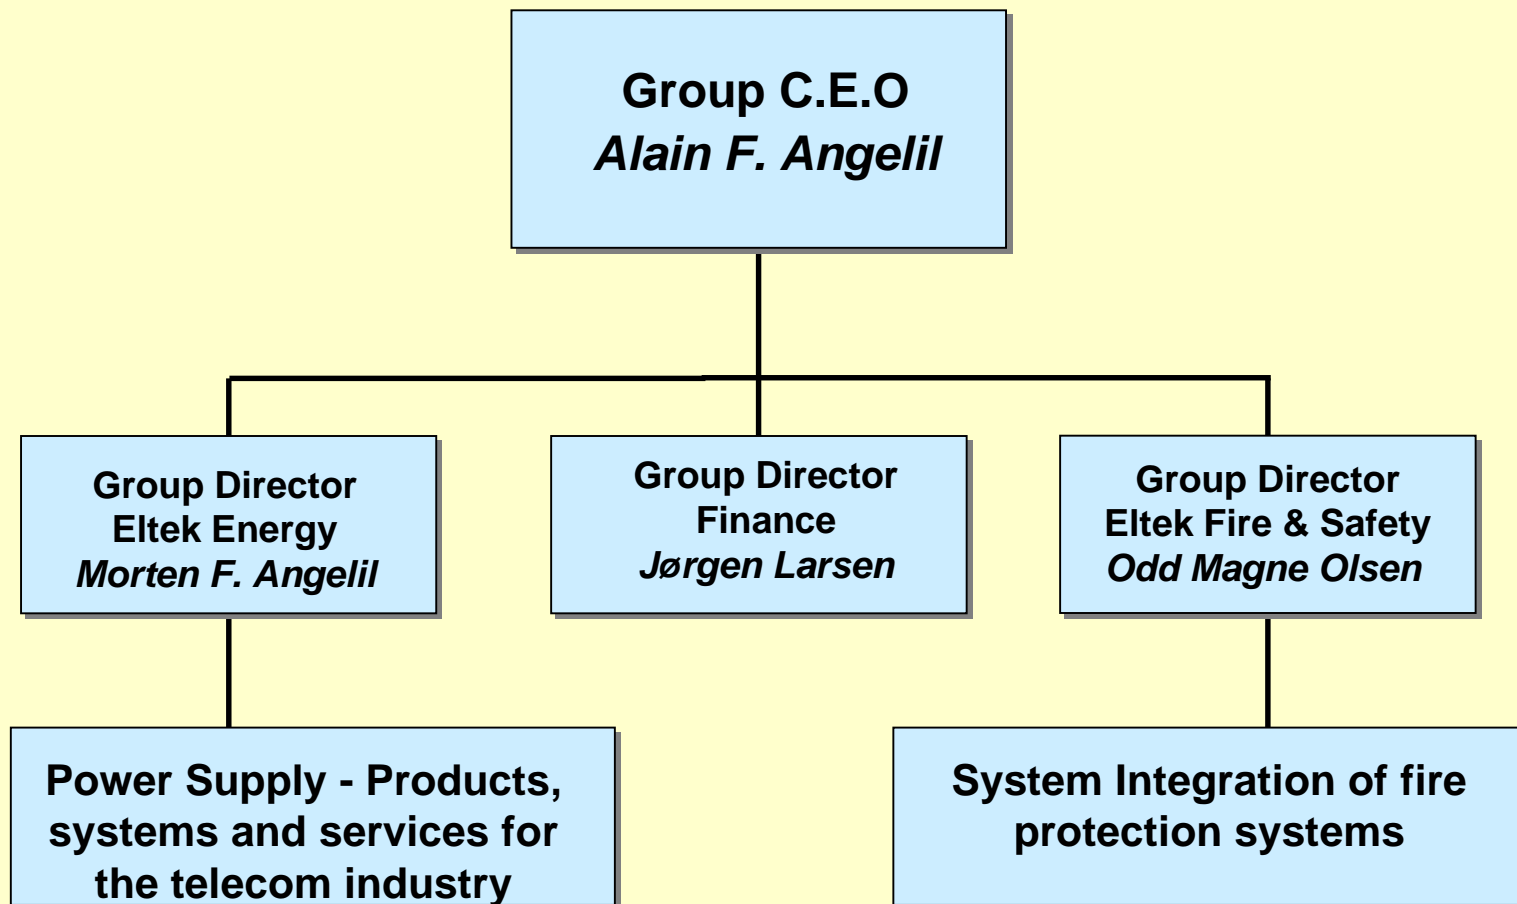 Group C.E.O
Alain F. Angelil
Group Director
Eltek Energy
Morten F. Angelil
Group Director
Finance
Jørgen Larsen
Group Director
Eltek Fire & Safety
Odd Magne Olsen
Power Supply - Products,
systems and services for
the telecom industry
System Integration of fire
protection systems